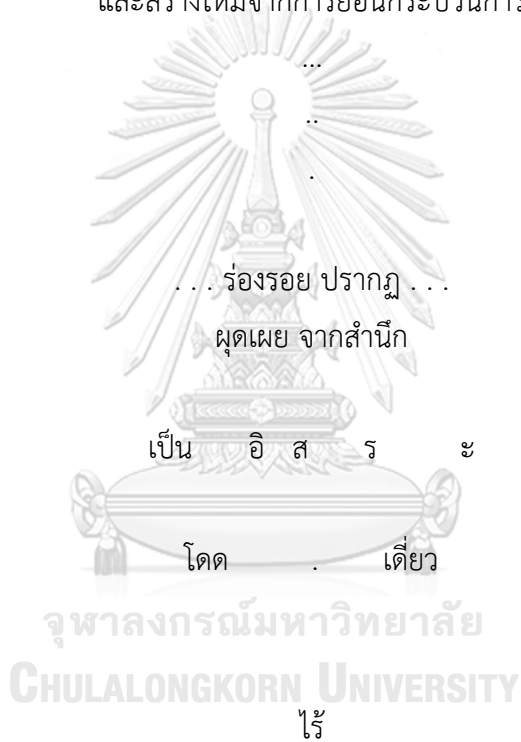 และสร้างใหม่จากการย้อนกระบวนการ
...
..
.
. . . ร่องรอย ปรากฏ . . .
ผุดเผย จากสำนึก
เป็น อิ ส ร ะ
โดด . เดี่ยว
จุฬาลงกรณ์มหาวิทยาลัย
CHULALONGKORN UNIVERSITY
ไร้